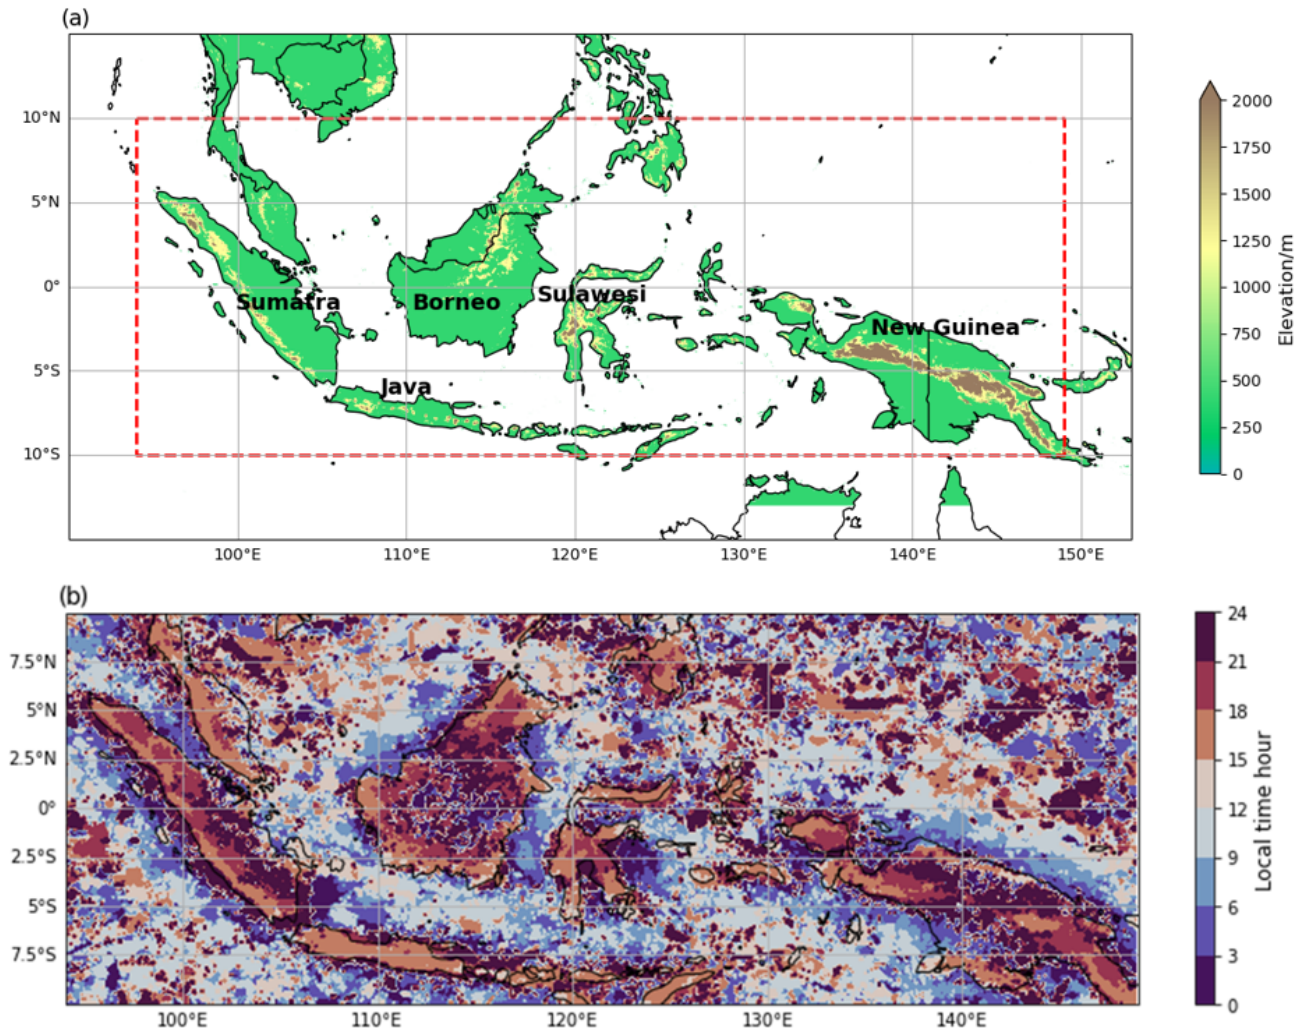 (a)
10°N
5°N
0°
5°S
10°S
100°E
110°E
120°E
130°E
140°E
150°E
Sumatra
Borneo
Sulawesi
New Guinea
Java
2000
1750
1500
1250
1000
750
500
250
0
Elevation/m
(b)
7.5°N
5°N
2.5°N
0°
2.5°S
5°S
7.5°S
100°E
110°E
120°E
130°E
140°E
24
21
18
15
12
9
6
3
0
Local time hour